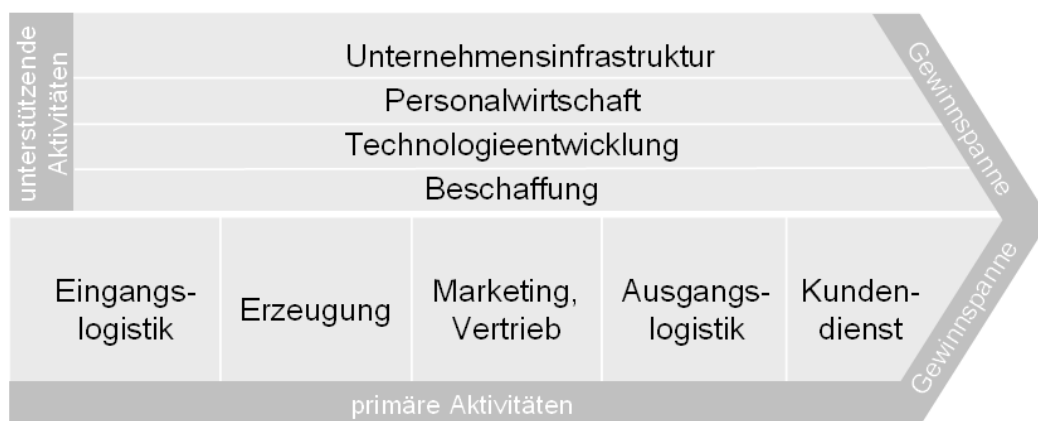 unterstützende
Aktivitäten
Unternehmensinfrastruktur
Personalwirtschaft
Technologieentwicklung
Beschaffung
Gewinnspanne
Eingangs-
logistik
Erzeugung
Marketing,
Vertrieb
Ausgangs-
logistik
Kunden-
dienst
Gewinnspanne
primäre Aktivitäten